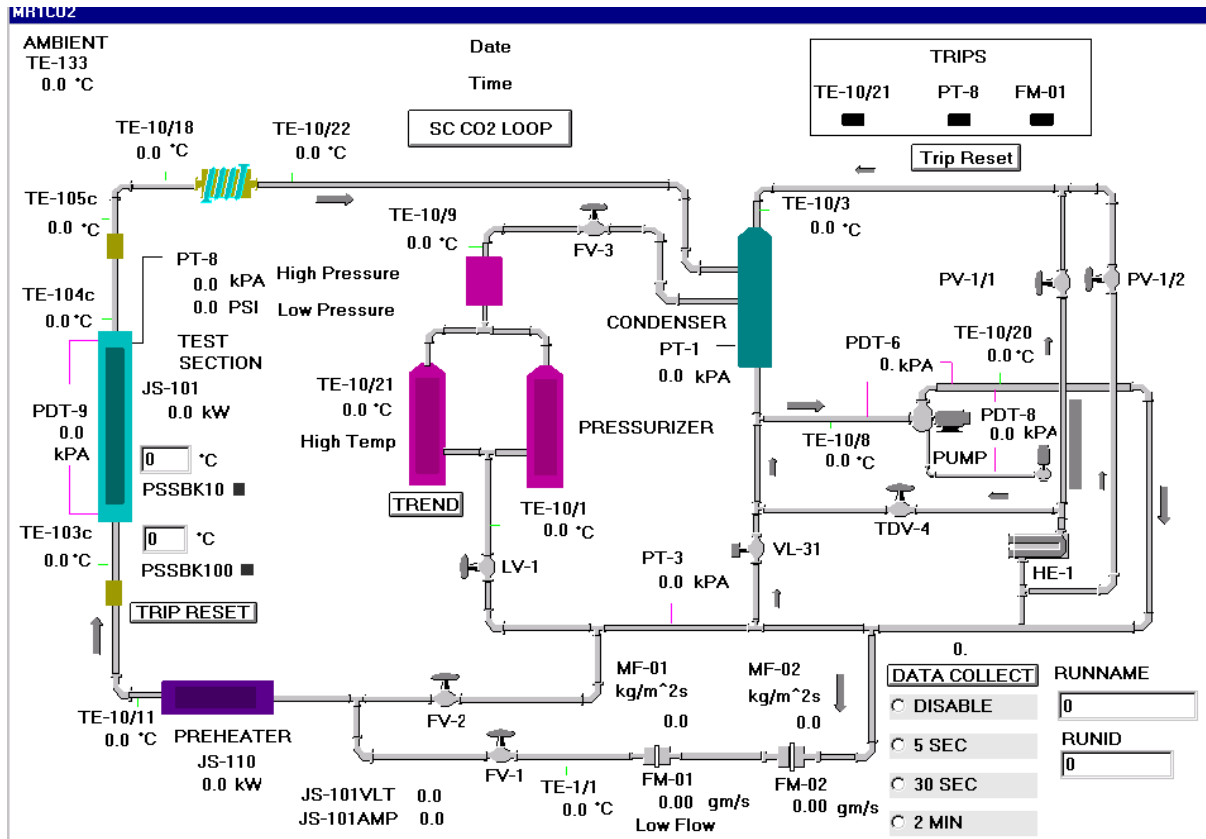 MR1CO2
AMBIENT
TE-133
0.0 °C
Date
Time
SC CO2 LOOP
TRIPS
TE-10/21 PT-8 FM-01
Trip Reset
TE-10/18
0.0 °C
TE-10/22
0.0 °C
TE-105c
0.0 °C
TE-10/9
0.0 °C
FV-3
TE-10/3
0.0 °C
PT-8
0.0 kPA
0.0 PSI
High Pressure
Low Pressure
PV-1/1
PV-1/2
TE-104c
0.0 °C
CONDENSER
PT-1
0.0 kPA
TE-10/20
0.0 °C
PDT-6
0. kPA
TEST
SECTION
JS-101
0.0 kW
PDT-9
0.0
kPA
TE-10/21
0.0 °C
High Temp
PRESSURIZER
PDT-8
0.0 kPA
TE-10/8
0.0 °C
PUMP
0 °C
PSSBK10
TREND
TE-10/1
0.0 °C
TDV-4
TE-103c
0.0 °C
0 °C
PSSBK100
LV-1
PT-3
0.0 kPA
VL-31
HE-1
TRIP RESET
0.
MF-01
kg/m^2s
0.0
MF-02
kg/m^2s
0.0
DATA COLLECT
DISABLE
5 SEC
30 SEC
2 MIN
RUNNAME
0
RUNID
0
TE-10/11
0.0 °C
PREHEATER
JS-110
0.0 kW
FV-2
FV-1
JS-101VLT 0.0
JS-101AMP 0.0
TE-1/1
0.0 °C
FM-01
0.00 gm/s
Low Flow
FM-02
0.00 gm/s